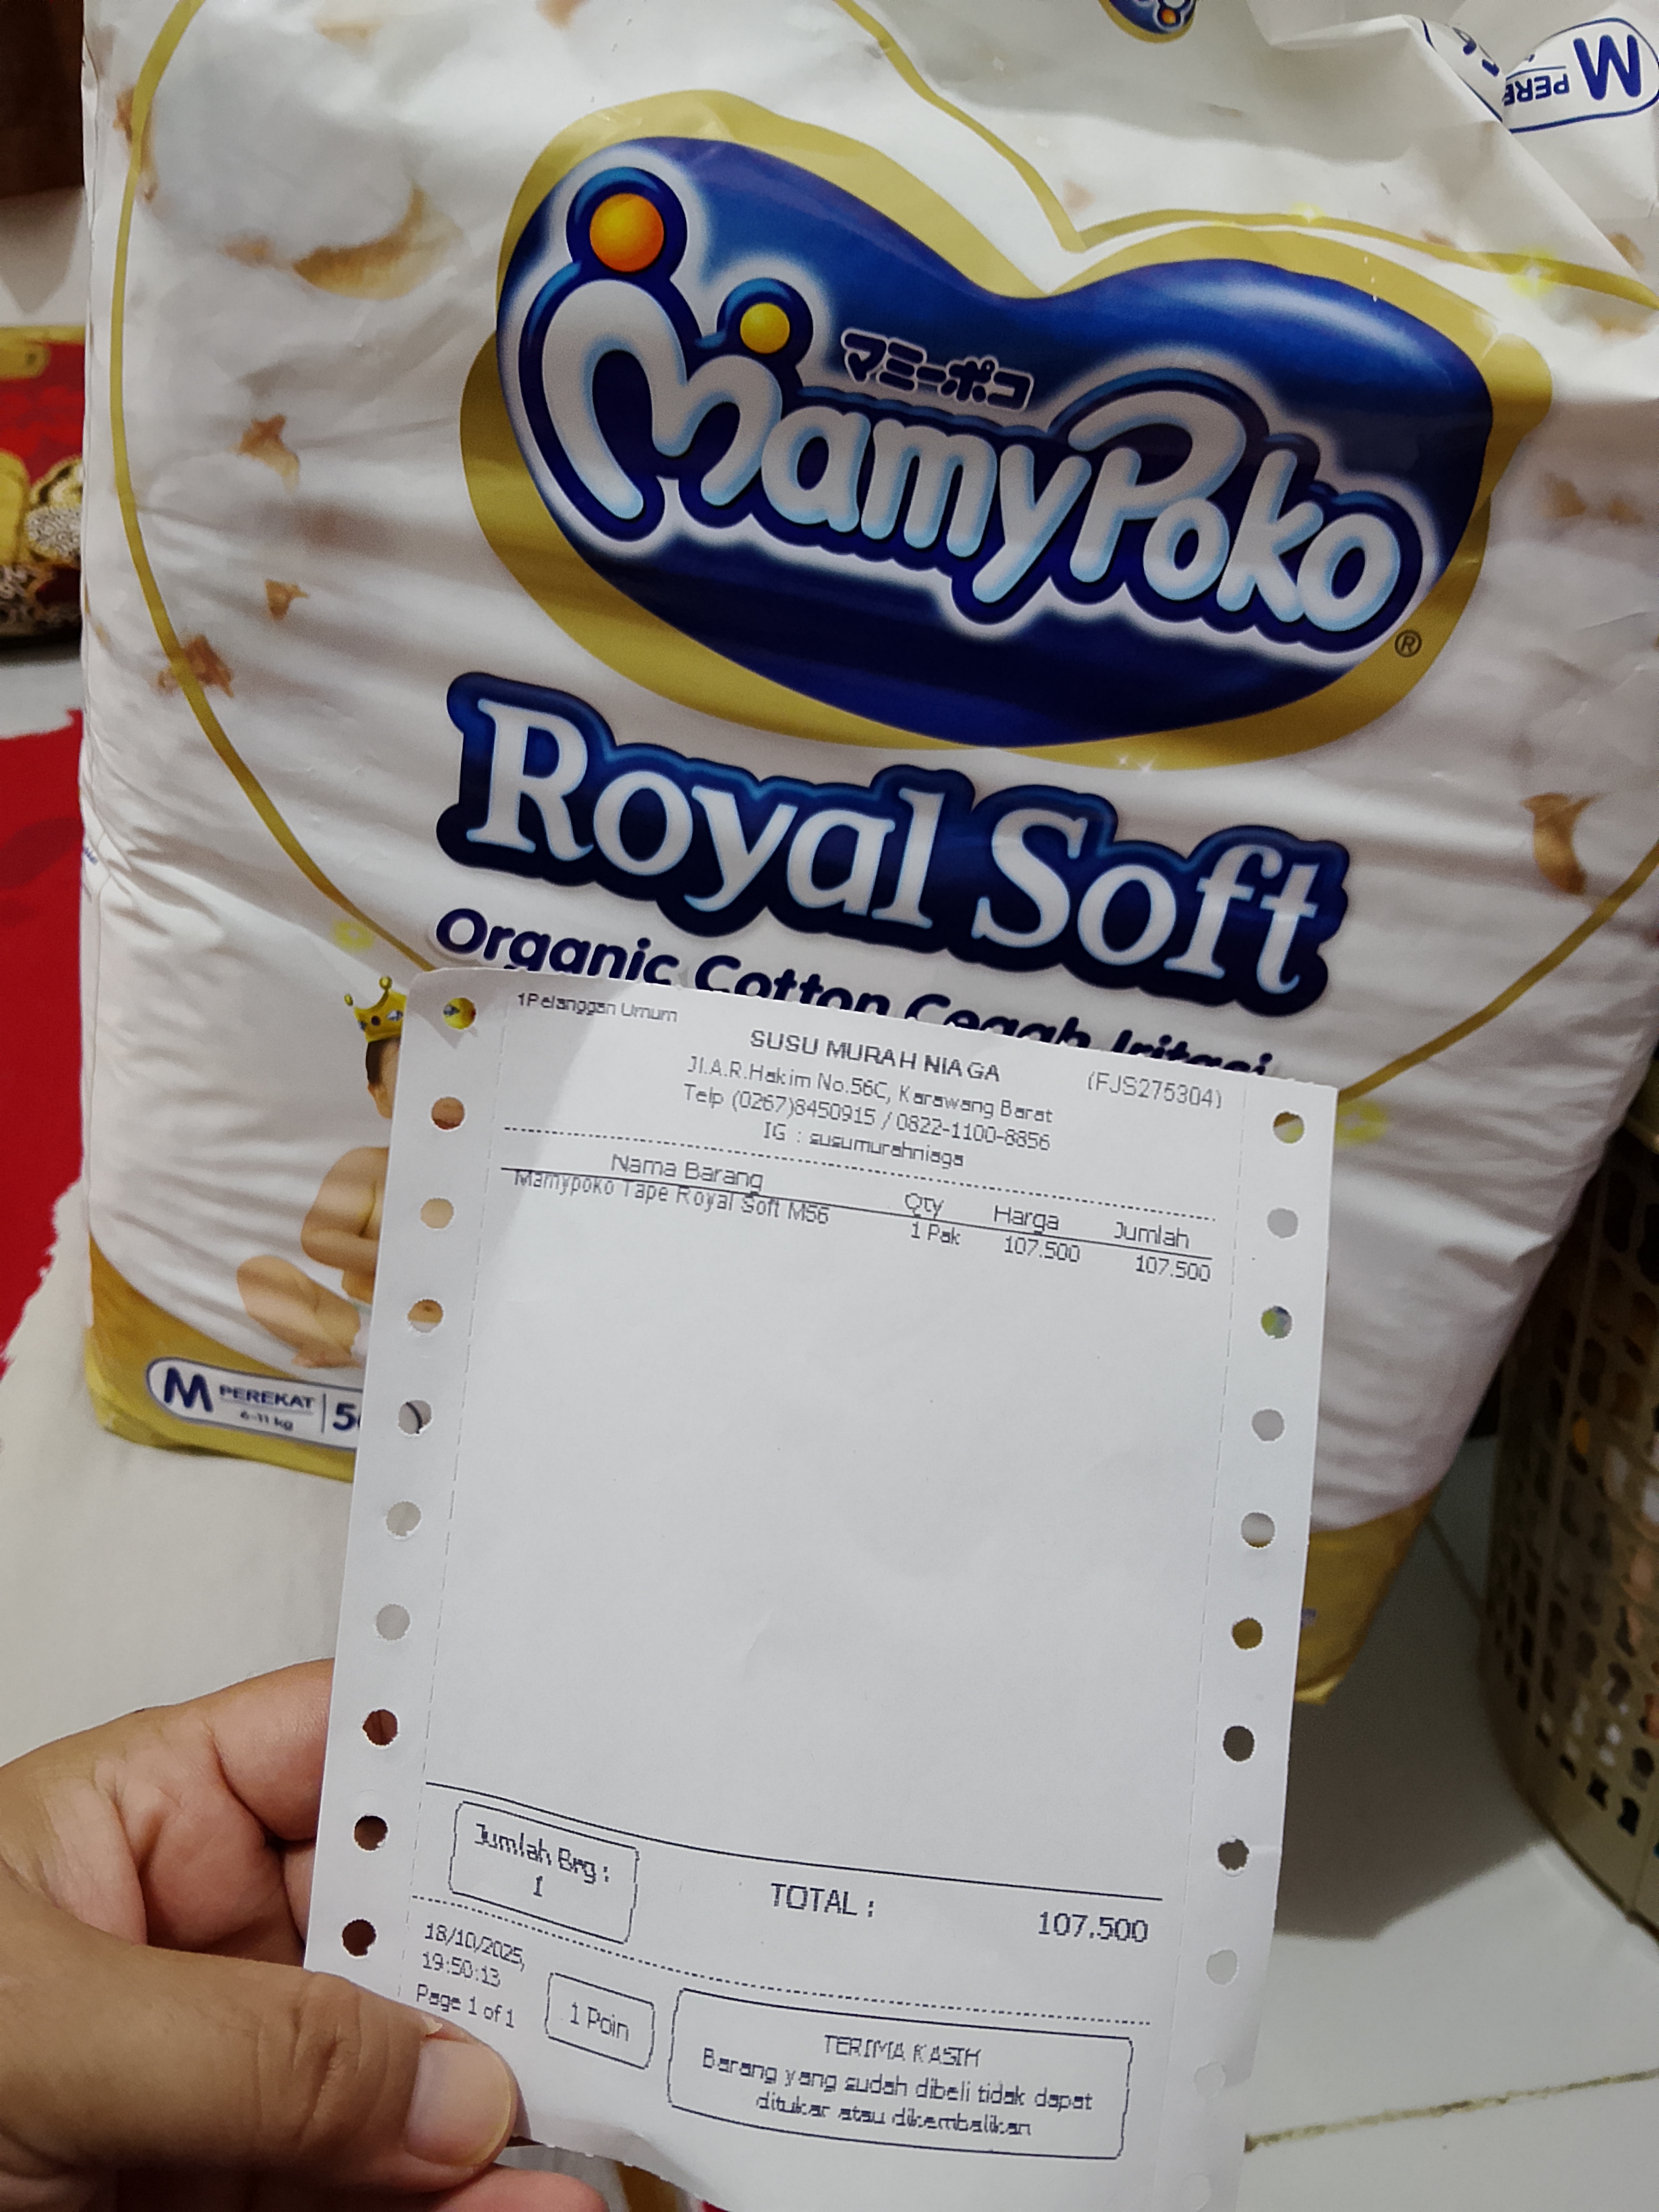 M
PERE
マミーポコ
MamyPoko
®
Royal Soft
Organic Cotton Cegah Iritasi
M PEREKAT
6-11 kg
1Pelanggan Umum
SUSU MURAH NIAGA
(FJS275304)
Jl.A.R.Hakim No.56C, Karawang Barat
Telp (0267)8450915 / 0822-1100-8856
IG : susumurahniaga
Nama Barang Qty Harga Jumlah
Mamypoko Tape Royal Soft M56 1 Pak 107.500 107.500
Jumlah Brg :
1
TOTAL : 107.500
18/10/2025,
19:50:13
Page 1 of 1
1 Poin
TERIMA KASIH
Barang yang sudah dibeli tidak dapat
ditukar atau dikembalikan